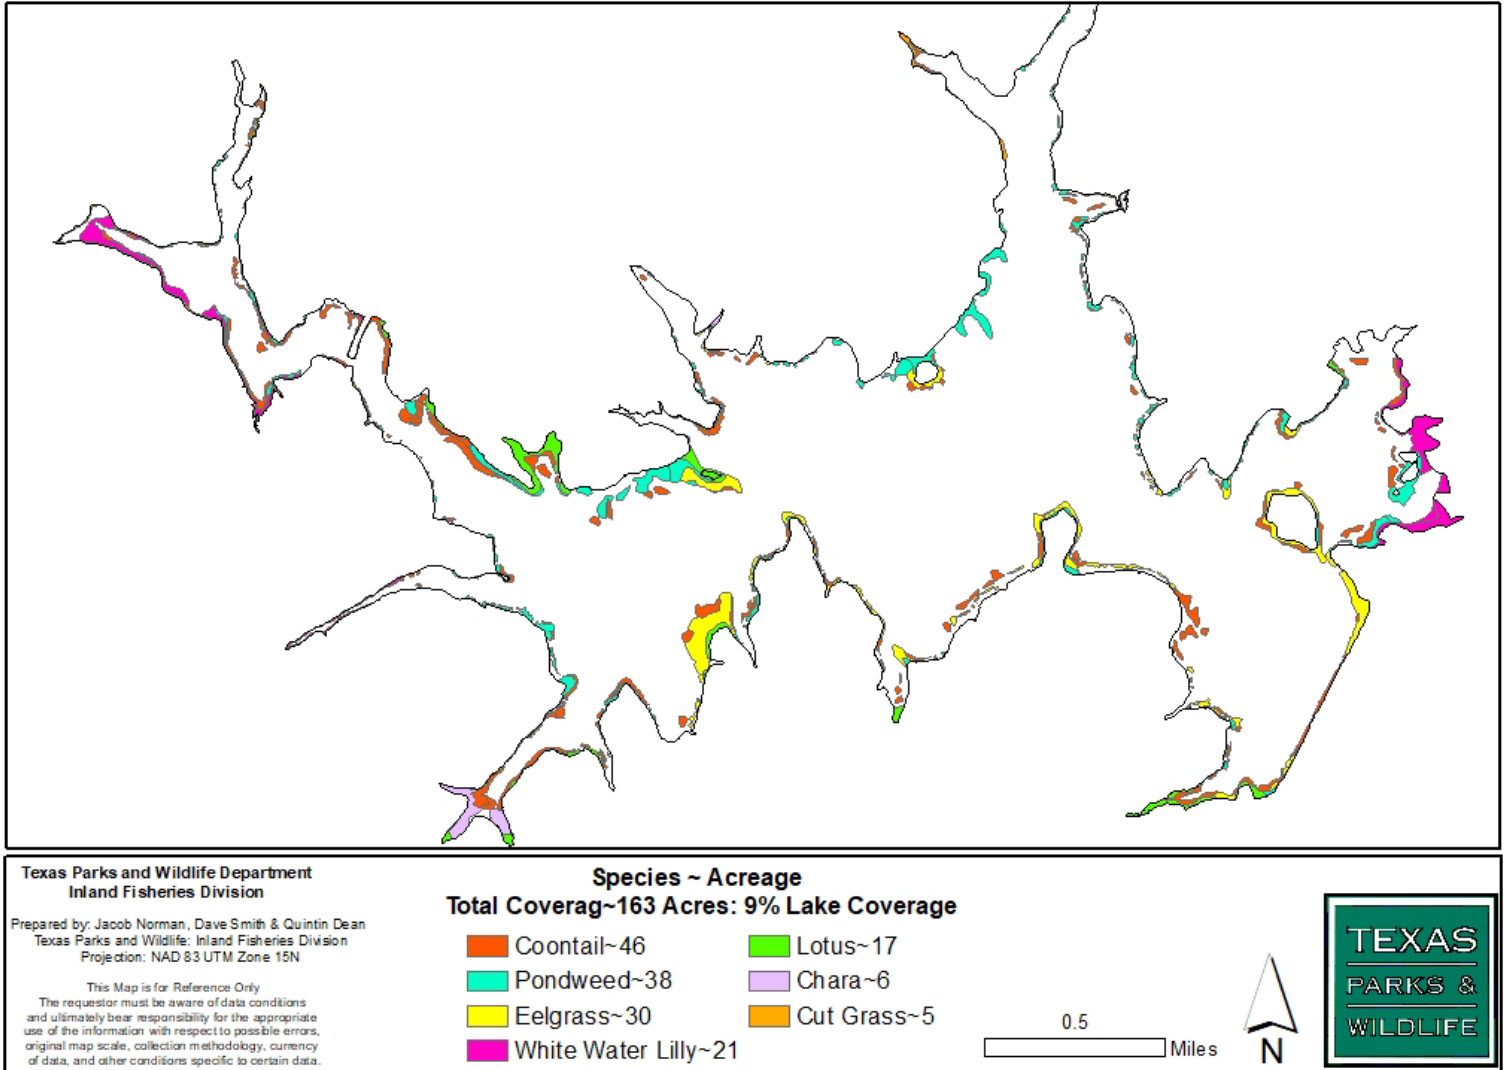 Texas Parks and Wildlife Department
Inland Fisheries Division
Prepared by: Jacob Norman, Dave Smith & Quintin Dean
Texas Parks and Wildlife: Inland Fisheries Division
Projection: NAD 83 UTM Zone 15N
This Map is for Reference Only
The requestor must be aware of data conditions
and ultimately bear responsibility for the appropriate
use of the information with respect to possible errors,
original map scale, collection methodology, currency
of data, and other conditions specific to certain data.
Species ~ Acreage
Total Coverag~163 Acres: 9% Lake Coverage
Coontail~46
Pondweed~38
Eelgrass~30
White Water Lilly~21
Lotus~17
Chara~6
Cut Grass~5
0.5
Miles
N
TEXAS
PARKS &
WILDLIFE